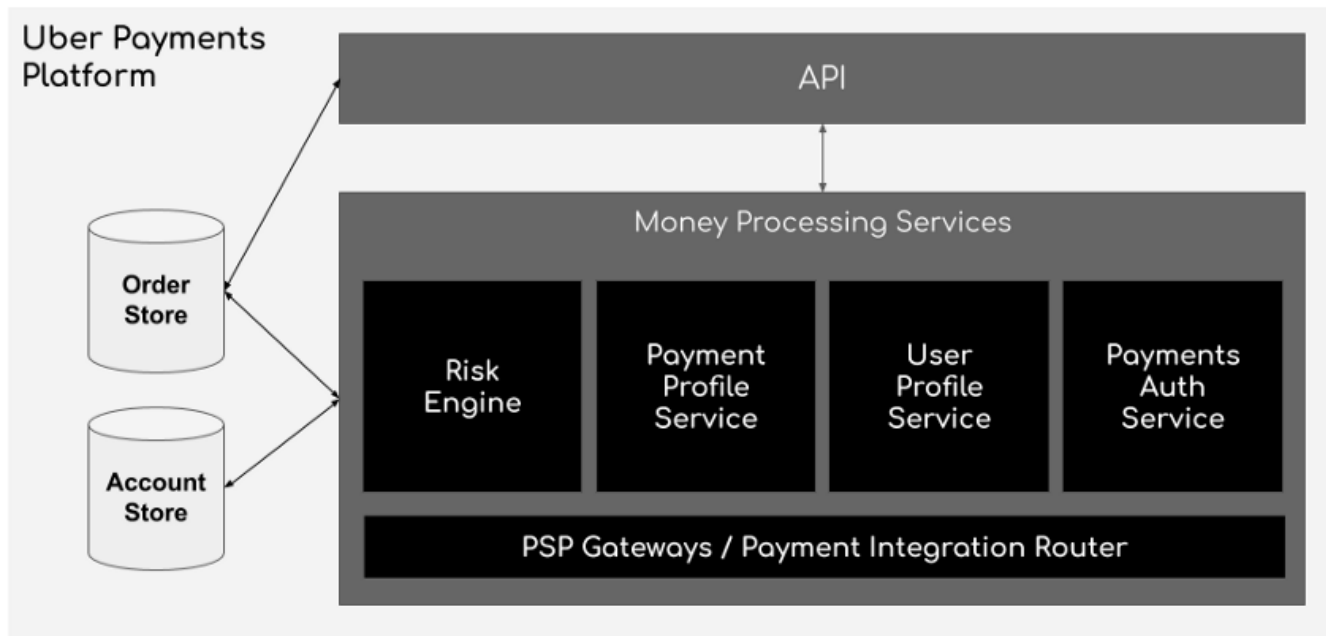 Uber Payments
Platform
API
Money Processing Services
Order
Store
Account
Store
Risk
Engine
Payment
Profile
Service
User
Profile
Service
Payments
Auth
Service
PSP Gateways / Payment Integration Router